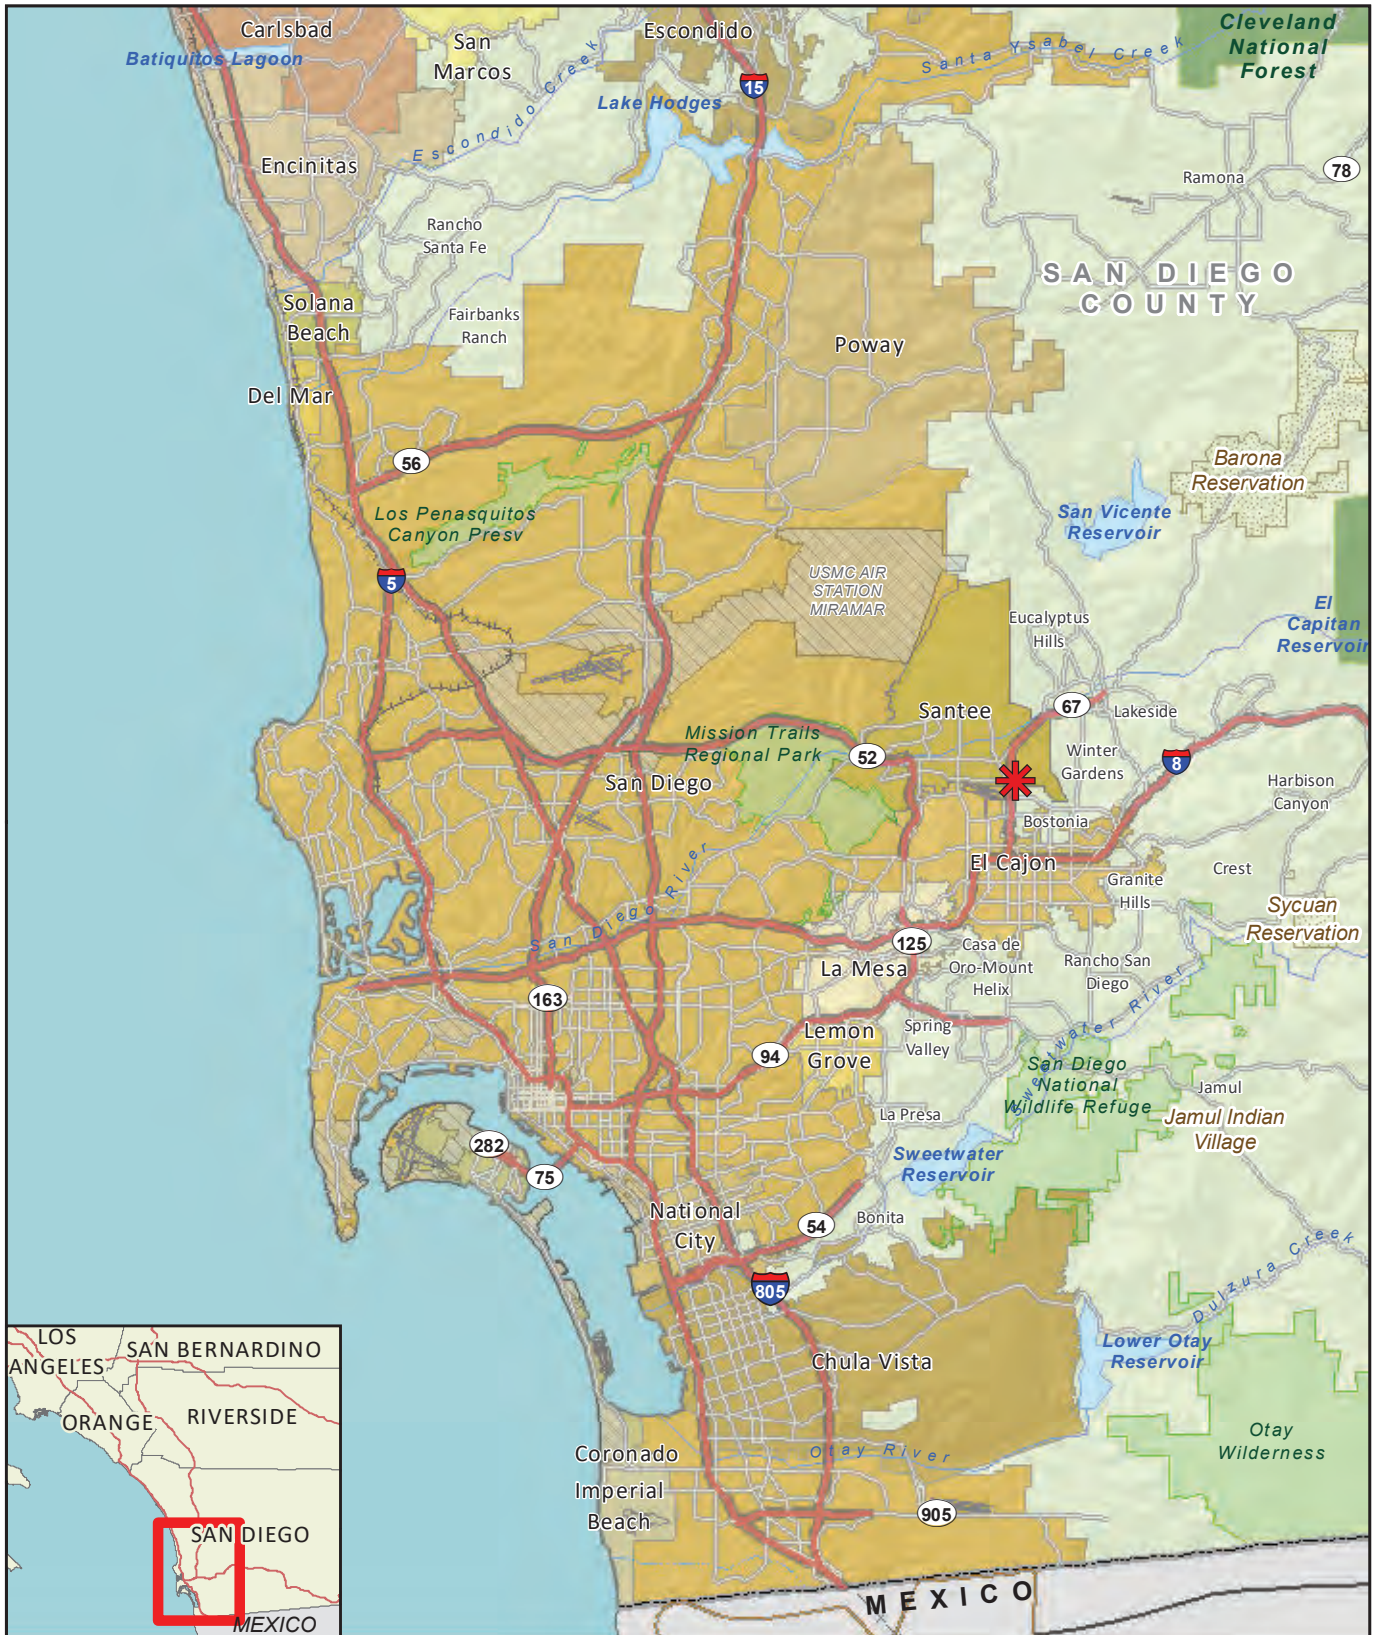 Carlsbad
San
Marcos
Escondido
Cleveland
National
Forest
Batiquitos Lagoon
Escondido Creek
Lake Hodges
15
Santa Ysabel Creek
78
Encinitas
Ramona
Rancho
Santa Fe
SAN DIEGO
COUNTY
Solana
Beach
Fairbanks
Ranch
Poway
Del Mar
56
Barona
Reservation
Los Penasquitos
Canyon Presv
San Vicente
Reservoir
5
USMC AIR
STATION
MIRAMAR
Eucalyptus
Hills
El
Capitan
Reservoir
Santee
67
Lakeside
Mission Trails
Regional Park
52
Winter
Gardens
8
San Diego
Harbison
Canyon
Bostonia
El Cajon
Crest
Granite
Hills
San Diego River
Sycuan
Reservation
125
Casa de
Oro-Mount
Helix
La Mesa
Rancho San
Diego
163
Sweetwater River
Lemon
Grove
Spring
Valley
94
San Diego
National
Wildlife Refuge
Jamul
La Presa
Jamul Indian
Village
282
75
Sweetwater
Reservoir
National
City
54
Bonita
Dulzura Creek
805
Lower Otay
Reservoir
Chula Vista
Otay
Wilderness
Otay River
Coronado
Imperial
Beach
905
MEXICO
LOS
ANGELES
SAN BERNARDINO
ORANGE
RIVERSIDE
SAN DIEGO
MEXICO